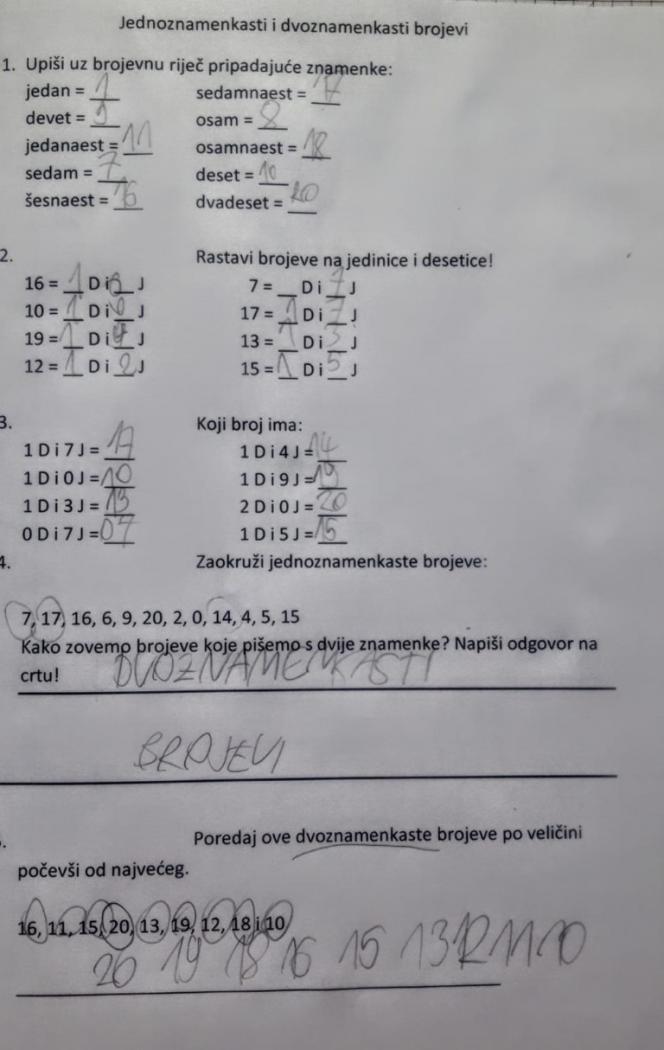 Jednoznamenkasti i dvoznamenkasti brojevi
1. Upiši uz brojevnu riječ pripadajuće znamenke:
jedan = 1 sedamnaest = 17
devet = 9 osam = 8
jedanaest = 11 osamnaest = 18
sedam = 7 deset = 10
šesnaest = 16 dvadeset = 20
2. Rastavi brojeve na jedinice i desetice!
16 = 1 D i 6 J 7 = __ D i 7 J
10 = 1 D i 0 J 17 = 1 D i 7 J
19 = 1 D i 9 J 13 = 1 D i 3 J
12 = 1 D i 2 J 15 = 1 D i 5 J
3. Koji broj ima:
1 D i 7 J = 17 1 D i 4 J = 14
1 D i 0 J = 10 1 D i 9 J = 19
1 D i 3 J = 13 2 D i 0 J = 20
0 D i 7 J = 07 1 D i 5 J = 15
4. Zaokruži jednoznamenkaste brojeve:
7, 17, 16, 6, 9, 20, 2, 0, 14, 4, 5, 15
Kako zovemo brojeve koje pišemo s dvije znamenke? Napiši odgovor na
crtu! DVOZNAMENKASTI
BROJEVI
. Poredaj ove dvoznamenkaste brojeve po veličini
počevši od najvećeg.
16, 11, 15, 20, 13, 19, 12, 18 i 10
20 19 18 16 15 13 12 11 10